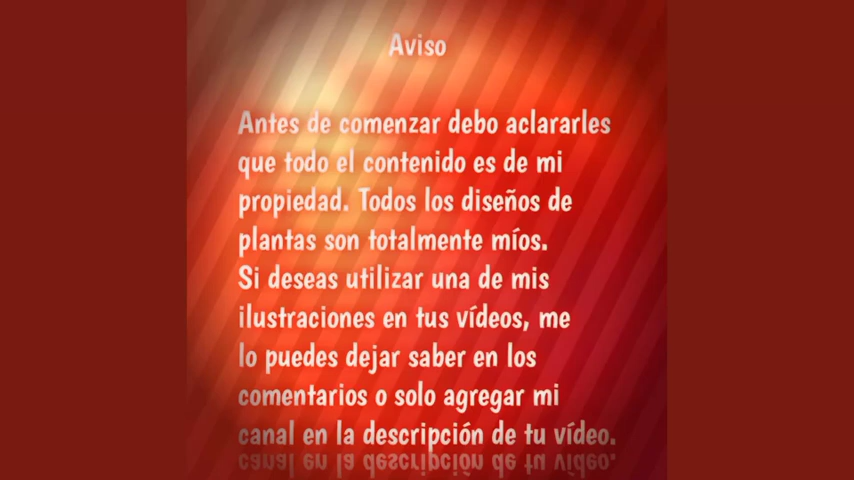 Aviso
Antes de comenzar debo aclararles
que todo el contenido es de mi
propiedad. Todos los diseños de
plantas son totalmente míos.
Si deseas utilizar una de mis
ilustraciones en tus vídeos, me
lo puedes dejar saber en los
comentarios o solo agregar mi
canal en la descripción de tu vídeo.